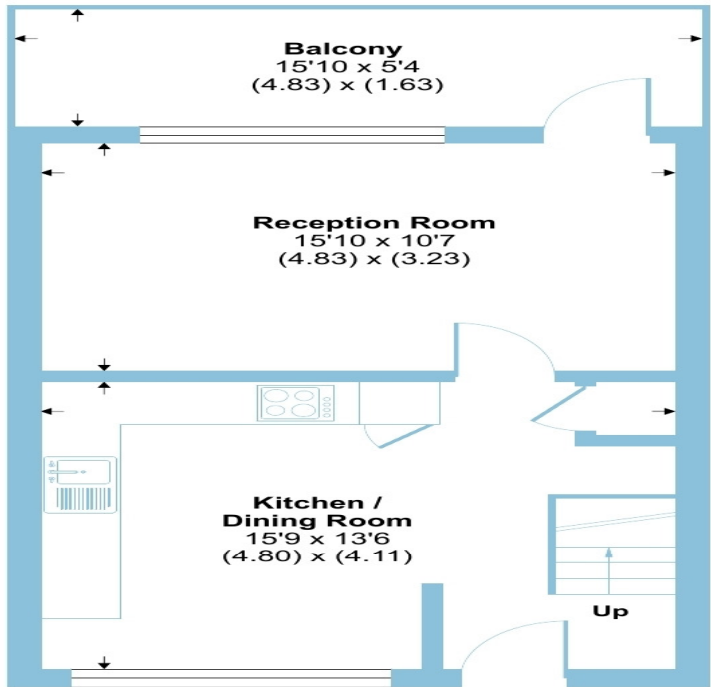 Balcony
15'10 x 5'4
(4.83) x (1.63)
Reception Room
15'10 x 10'7
(4.83) x (3.23)
Kitchen /
Dining Room
15'9 x 13'6
(4.80) x (4.11)
Up